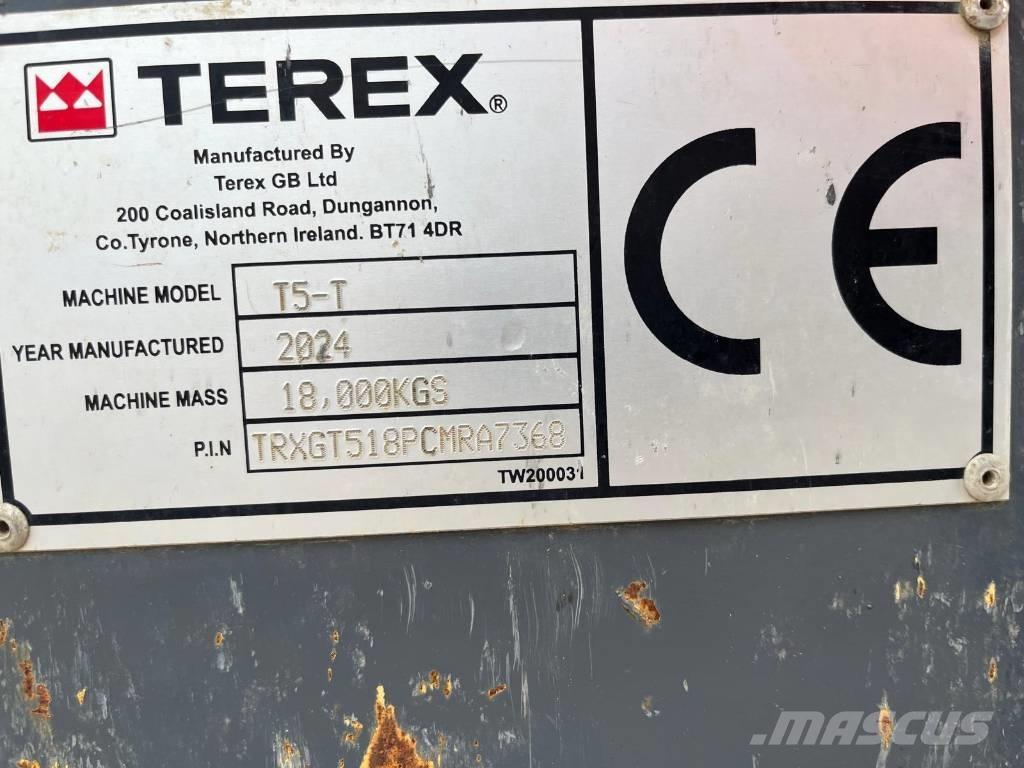 TEREX®
Manufactured By
Terex GB Ltd
200 Coalisland Road, Dungannon,
Co.Tyrone, Northern Ireland. BT71 4DR
MACHINE MODEL T5-T
YEAR MANUFACTURED 2024
MACHINE MASS 18,000KGS
P.I.N TRXGT518PCMRA7368
TW200031
CE
MASCUS